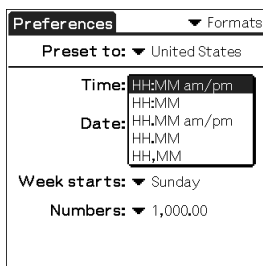 Preferences Formats
Preset to: United States
Time: HH:MM am/pm
HH:MM
Date: HH.MM am/pm
HH.MM
HH,MM
Week starts: Sunday
Numbers: 1,000.00